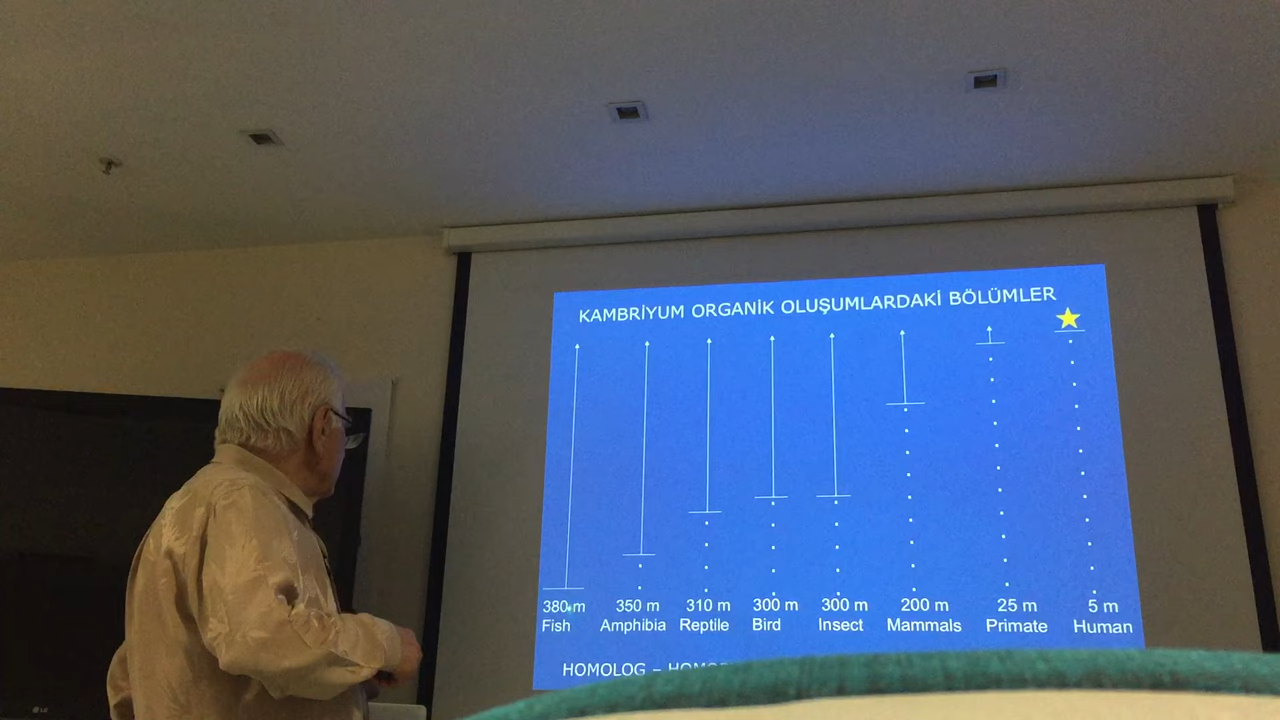 KAMBRİYUM ORGANİK OLUŞUMLARDAKİ BÖLÜMLER
380 m 350 m 310 m 300 m 300 m 200 m 25 m 5 m
Fish Amphibia Reptile Bird Insect Mammals Primate Human
HOMOLOG –
LG